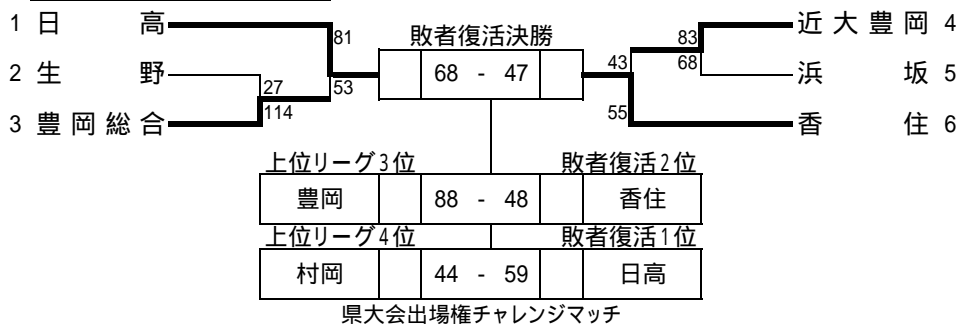 1 日高 81 敗者復活決勝 83 近大豊岡 4
2 生野 27 53 68 - 47 43 68 浜坂 5
3 豊岡総合 114 55 香住 6
上位リーグ3位 敗者復活2位
豊岡 88 - 48 香住
上位リーグ4位 敗者復活1位
村岡 44 - 59 日高
県大会出場権チャレンジマッチ